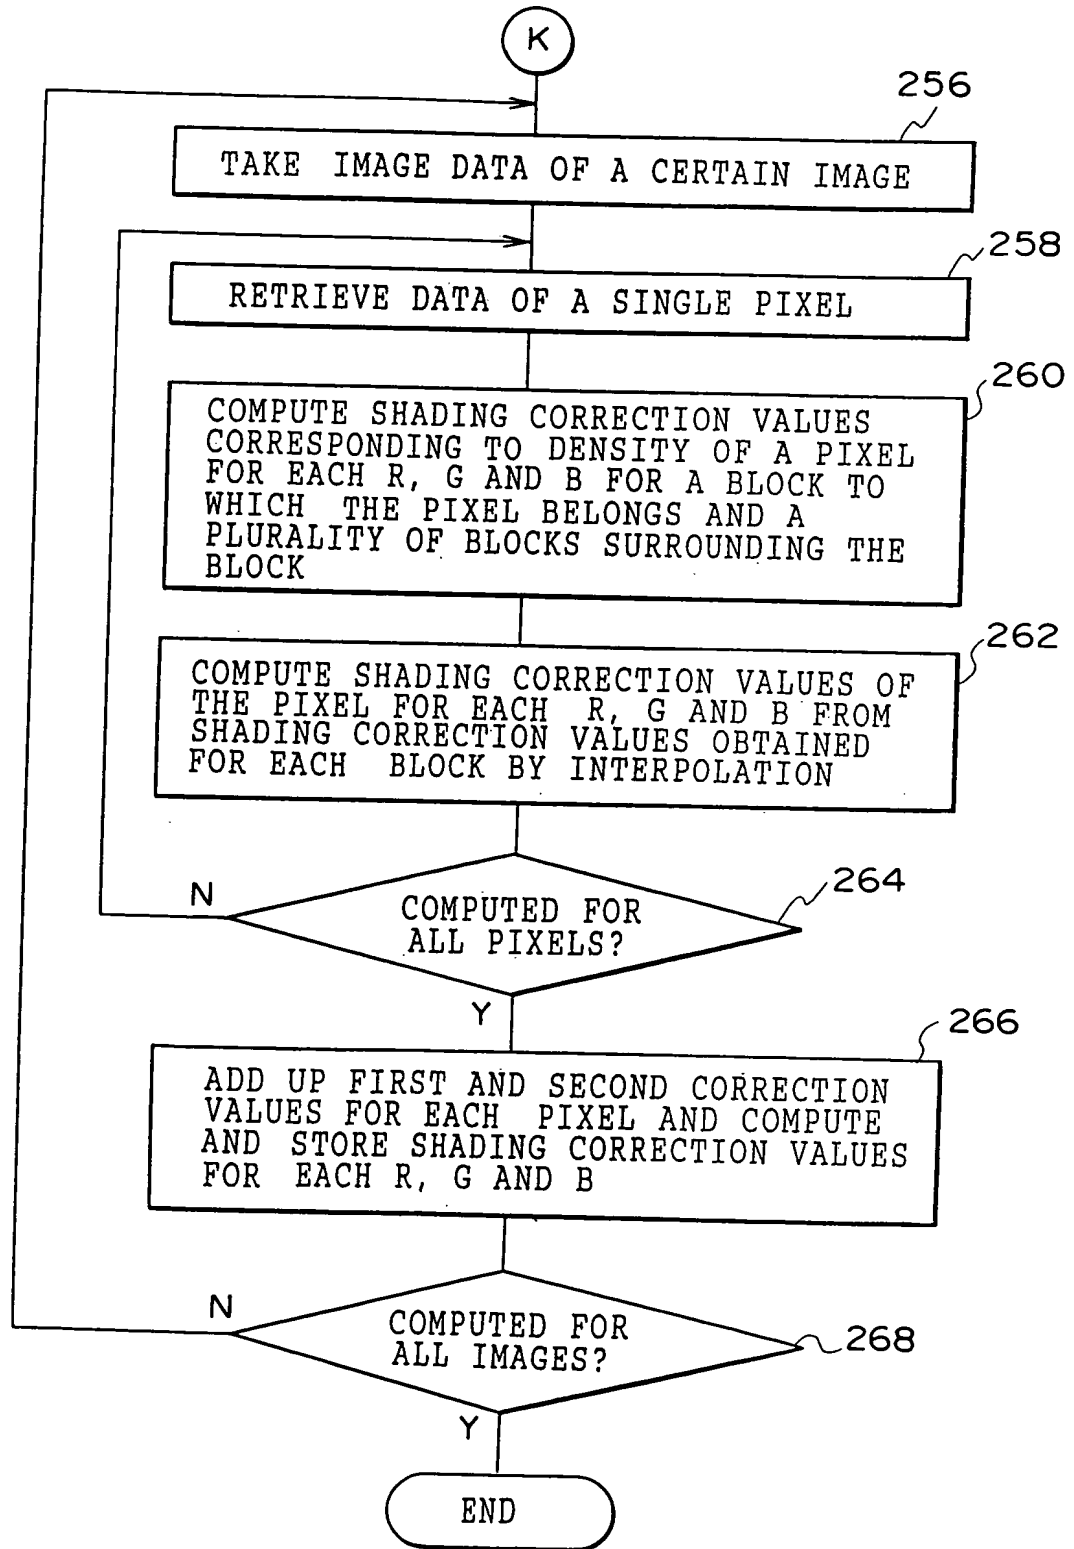 K
256
TAKE IMAGE DATA OF A CERTAIN IMAGE
258
RETRIEVE DATA OF A SINGLE PIXEL
260
COMPUTE SHADING CORRECTION VALUES
CORRESPONDING TO DENSITY OF A PIXEL
FOR EACH R, G AND B FOR A BLOCK TO
WHICH THE PIXEL BELONGS AND A
PLURALITY OF BLOCKS SURROUNDING THE
BLOCK
262
COMPUTE SHADING CORRECTION VALUES OF
THE PIXEL FOR EACH R, G AND B FROM
SHADING CORRECTION VALUES OBTAINED
FOR EACH BLOCK BY INTERPOLATION
264
N
COMPUTED FOR
ALL PIXELS?
Y
266
ADD UP FIRST AND SECOND CORRECTION
VALUES FOR EACH PIXEL AND COMPUTE
AND STORE SHADING CORRECTION VALUES
FOR EACH R, G AND B
N
COMPUTED FOR
ALL IMAGES?
268
Y
END